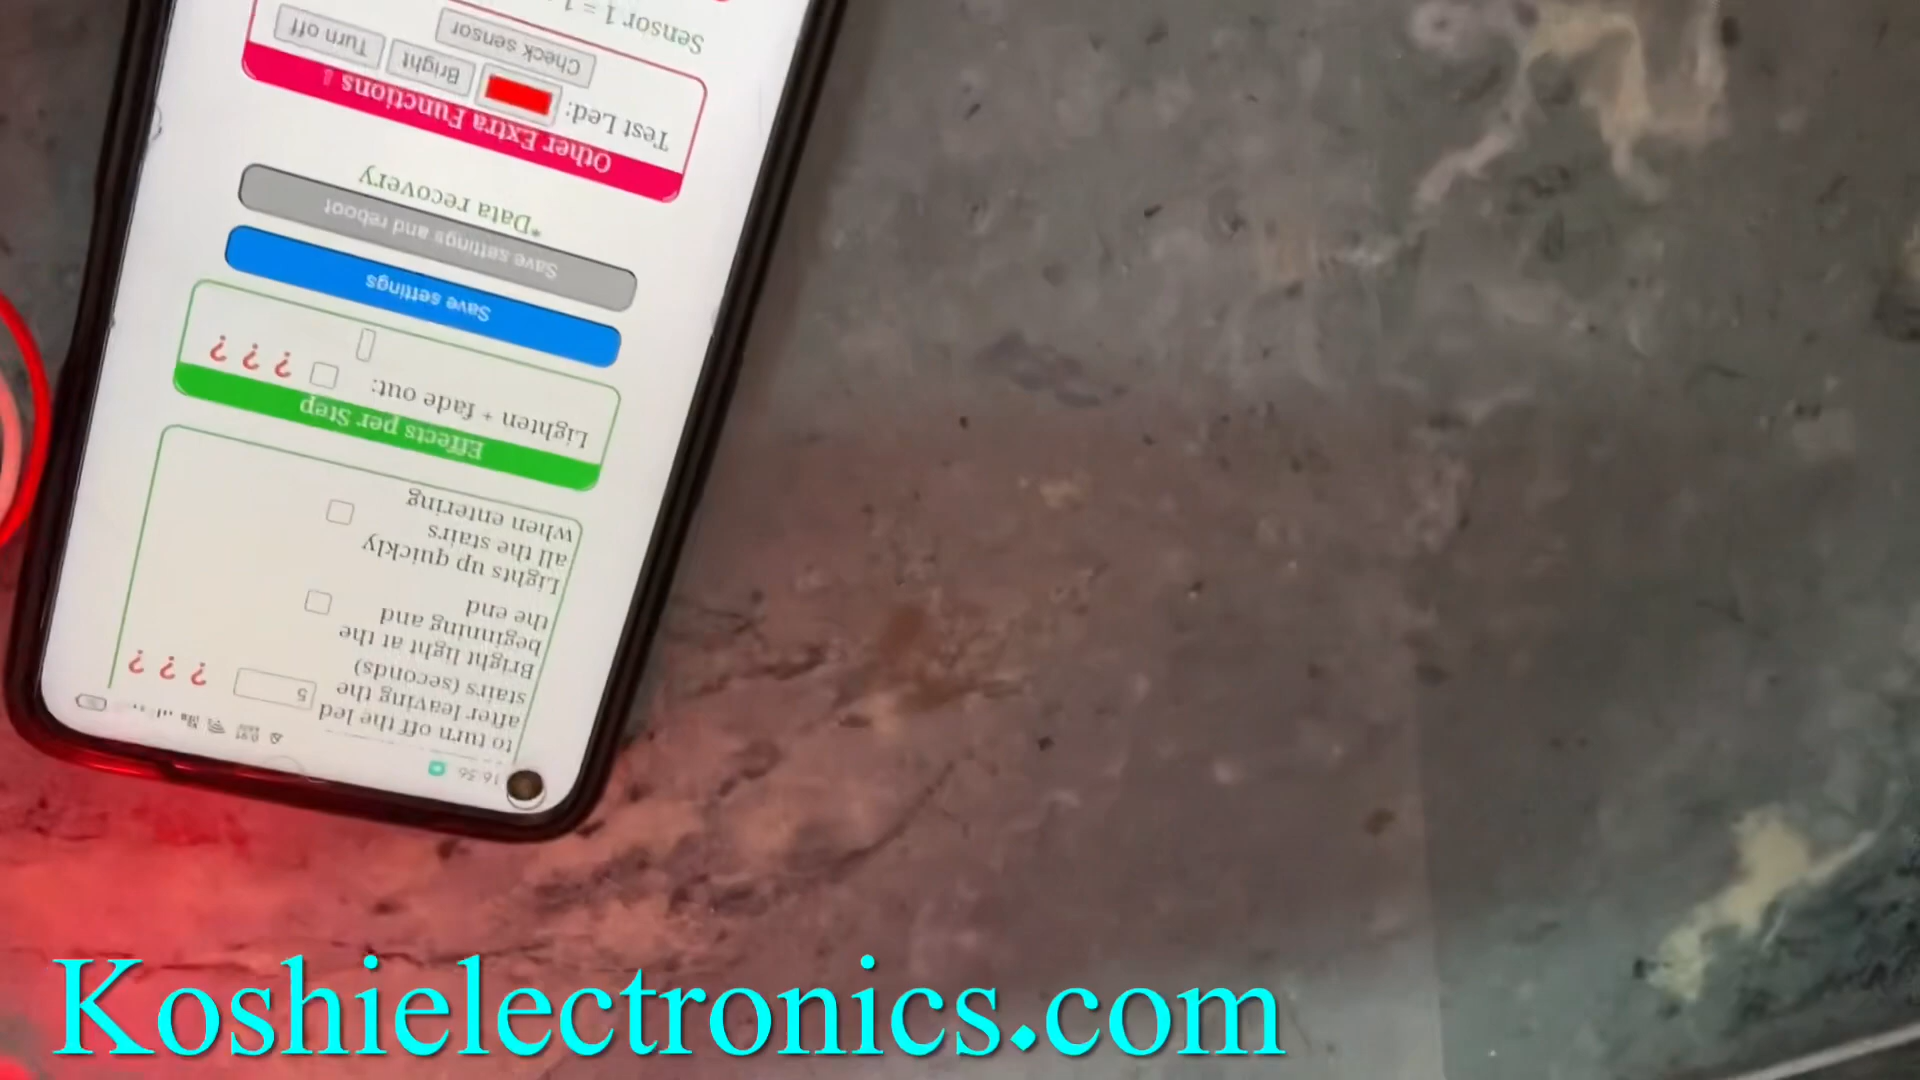 16:56
to turn off the led
after leaving the
stairs (seconds)
5
? ? ?
Bright light at the
beginning and
the end
Lights up quickly
all the stairs
when entering
Effects per Step
Lighten + fade out:
? ? ?
Save settings
Save settings and reboot
*Data recovery
Other Extra Functions ⇩
Test Led:
Bright
Turn off
Check sensor
Sensor 1 = 1
Koshielectronics.com